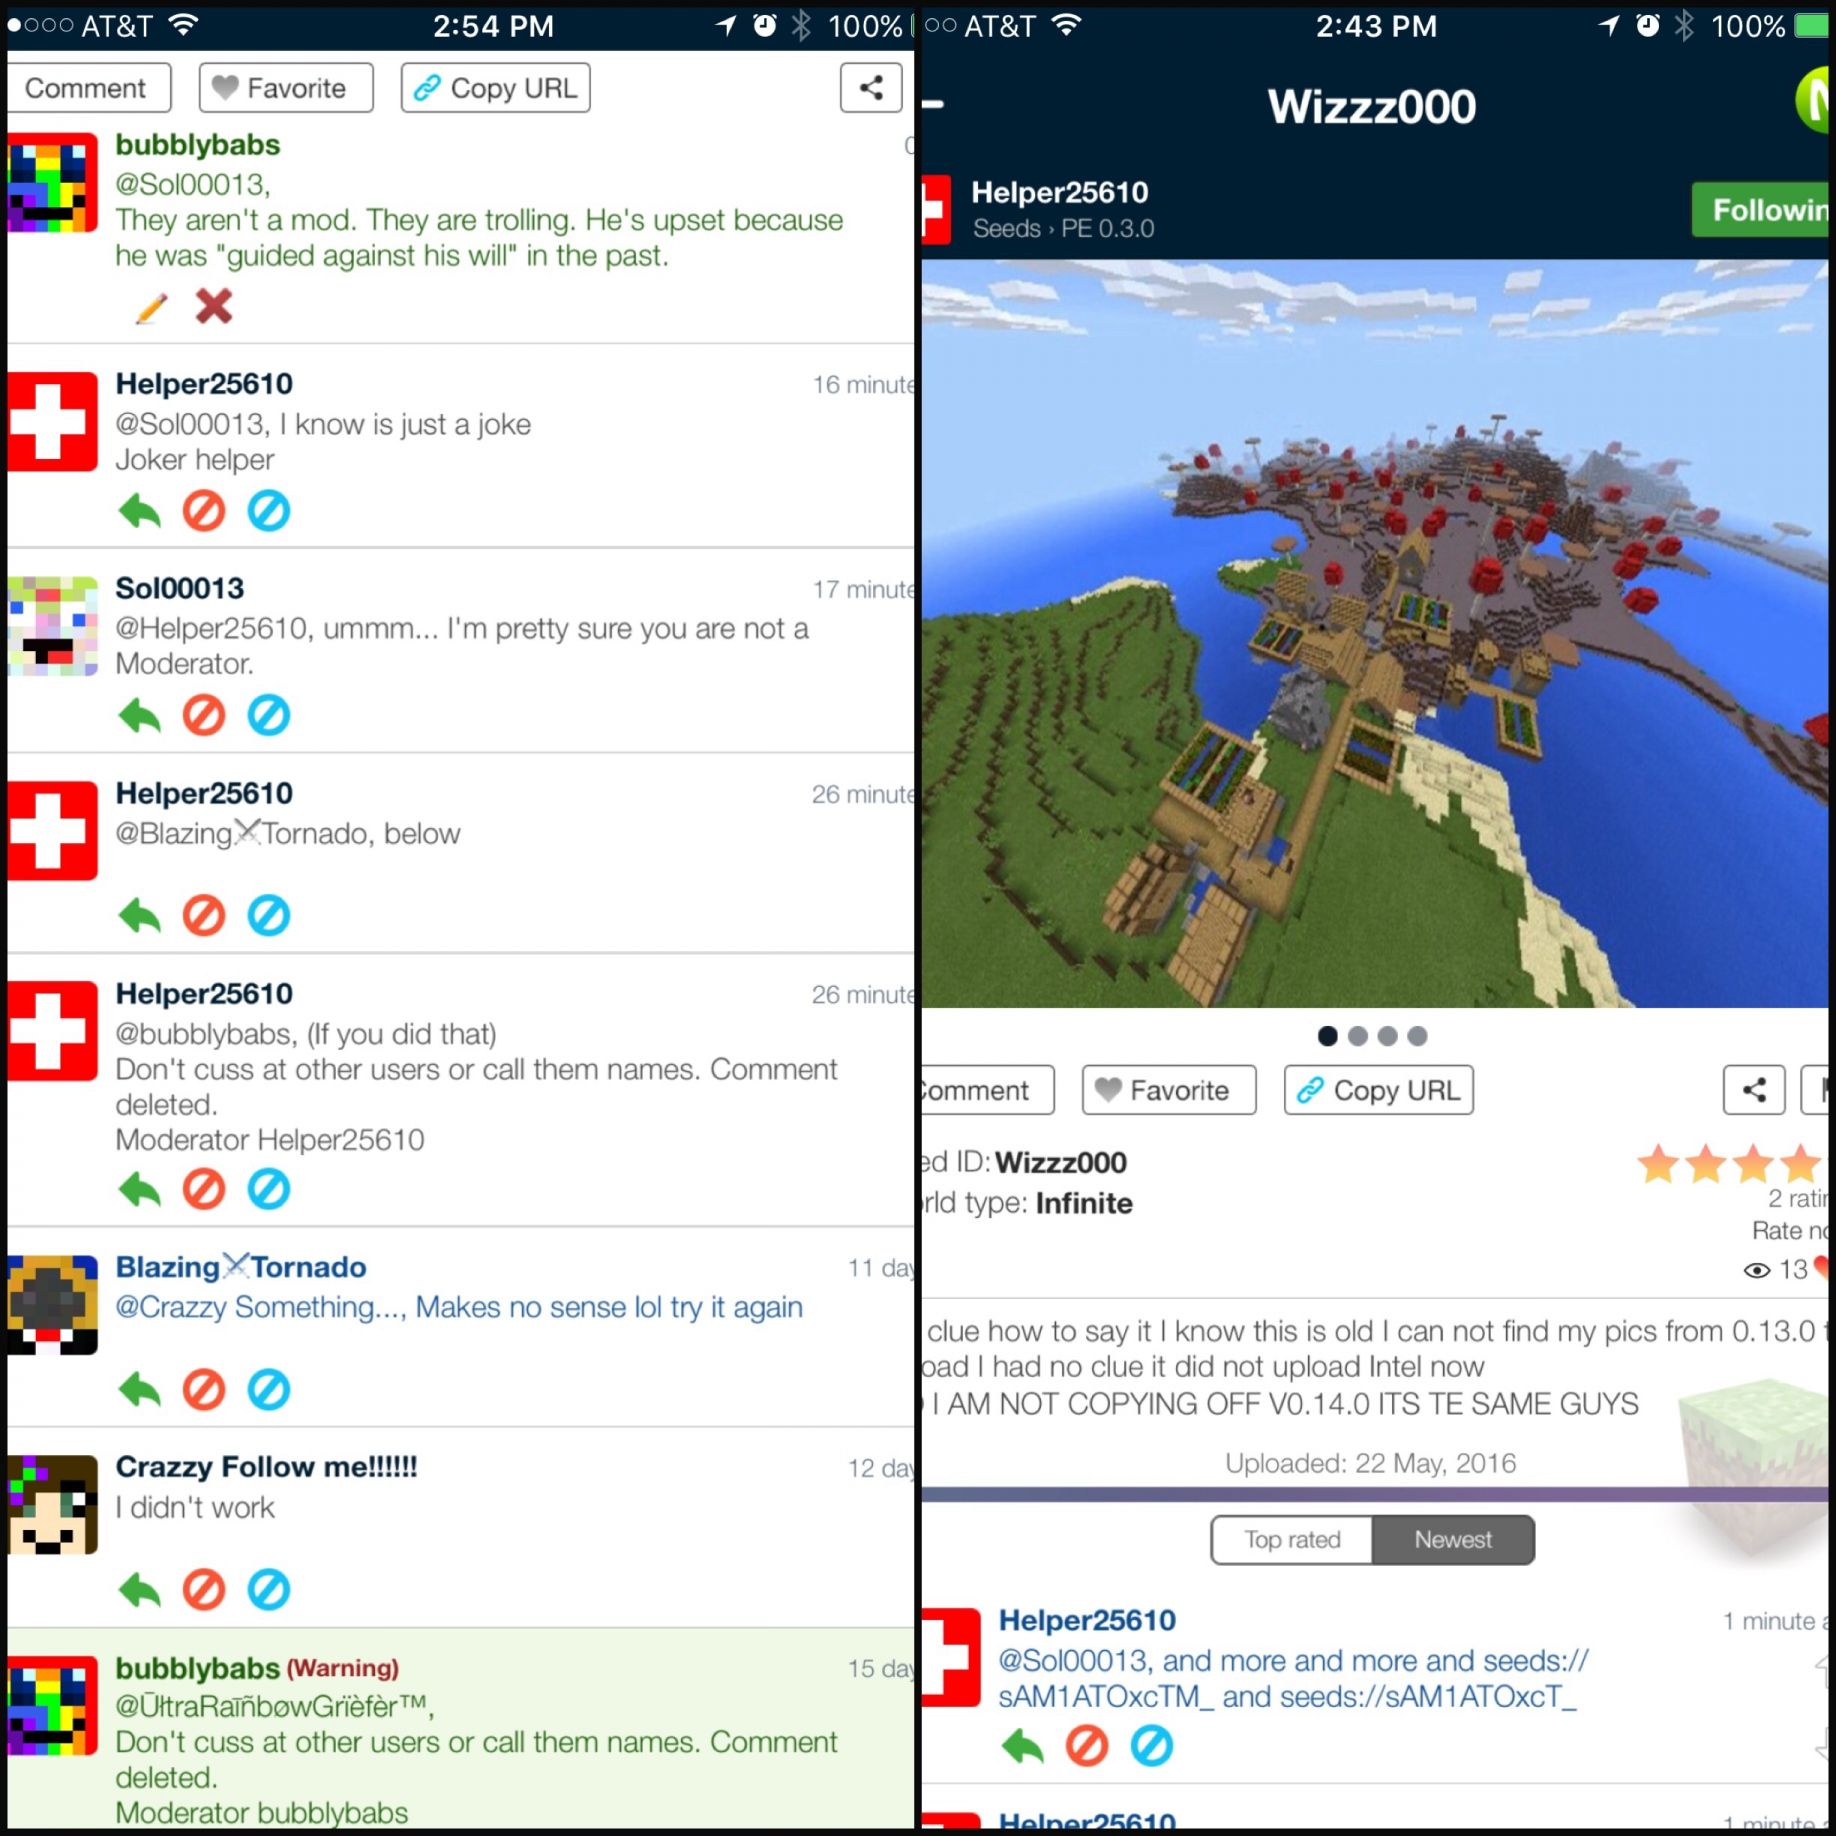 AT&T 2:54 PM 100%
Comment Favorite Copy URL
bubblybabs
@Sol00013,
They aren't a mod. They are trolling. He's upset because
he was "guided against his will" in the past.
Helper25610 16 minute
@Sol00013, I know is just a joke
Joker helper
Sol00013 17 minute
@Helper25610, ummm... I'm pretty sure you are not a
Moderator.
Helper25610 26 minute
@Blazing⚔Tornado, below
Helper25610 26 minute
@bubblybabs, (If you did that)
Don't cuss at other users or call them names. Comment
deleted.
Moderator Helper25610
Blazing⚔Tornado 11 day
@Crazzy Something..., Makes no sense lol try it again
Crazzy Follow me!!!!!! 12 day
I didn't work
bubblybabs (Warning) 15 day
@ŪłtraRaīñbøwGrïèfèr™,
Don't cuss at other users or call them names. Comment
deleted.
Moderator bubblybabs
AT&T 2:43 PM 100%
Wizzz000
Helper25610
Seeds › PE 0.3.0
Followin
omment Favorite Copy URL
ed ID: Wizzz000
rld type: Infinite
2 ratin
Rate no
13
clue how to say it I know this is old I can not find my pics from 0.13.0 t
oad I had no clue it did not upload Intel now
I AM NOT COPYING OFF V0.14.0 ITS TE SAME GUYS
Uploaded: 22 May, 2016
Top rated Newest
Helper25610 1 minute a
@Sol00013, and more and more and seeds://
sAM1ATOxcTM_ and seeds://sAM1ATOxcT_
Helper25610 1 minute